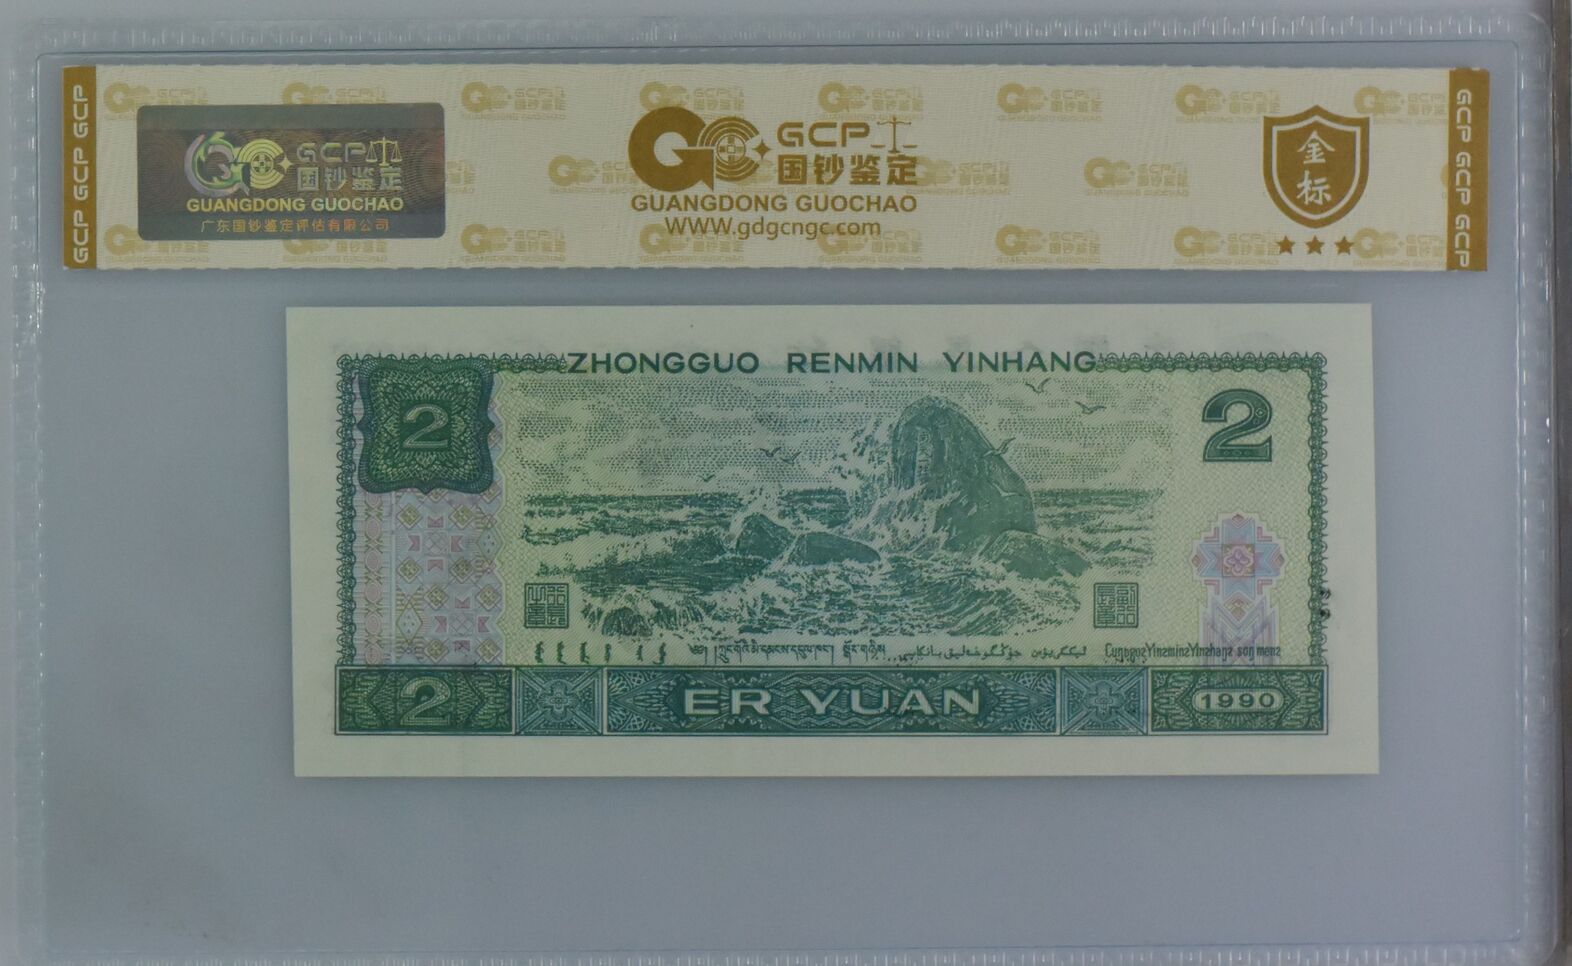 GCP GCP GCP
GCP
国钞鉴定
GUANGDONG GUOCHAO
广东国钞鉴定评估有限公司
GCP
国钞鉴定
GUANGDONG GUOCHAO
WWW.gdgcngc.com
金标
GCP GCP GCP
ZHONGGUO RENMIN YINHANG
2
2
2
ER YUAN
1990